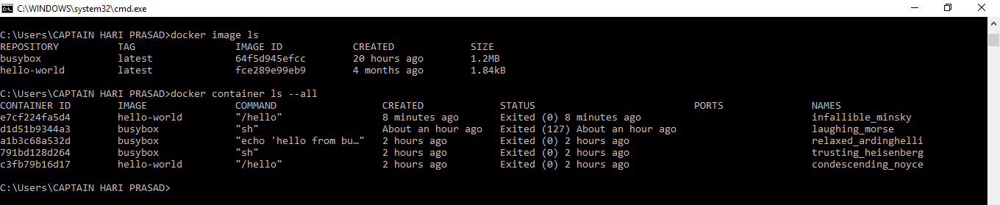 C:\WINDOWS\system32\cmd.exe
C:\Users\CAPTAIN HARI PRASAD>docker image ls
REPOSITORY TAG IMAGE ID CREATED SIZE
busybox latest 64f5d945efcc 20 hours ago 1.2MB
hello-world latest fce289e99eb9 4 months ago 1.84kB
C:\Users\CAPTAIN HARI PRASAD>docker container ls --all
CONTAINER ID IMAGE COMMAND CREATED STATUS PORTS NAMES
e7cf224fa5d4 hello-world "/hello" 8 minutes ago Exited (0) 8 minutes ago infallible_minsky
d1d51b9344a3 busybox "sh" About an hour ago Exited (127) About an hour ago laughing_morse
a1b3c68a532d busybox "echo 'hello from bu…" 2 hours ago Exited (0) 2 hours ago relaxed_ardinghelli
791bd128d264 busybox "sh" 2 hours ago Exited (0) 2 hours ago trusting_heisenberg
c3fb79b16d17 hello-world "/hello" 2 hours ago Exited (0) 2 hours ago condescending_noyce
C:\Users\CAPTAIN HARI PRASAD>